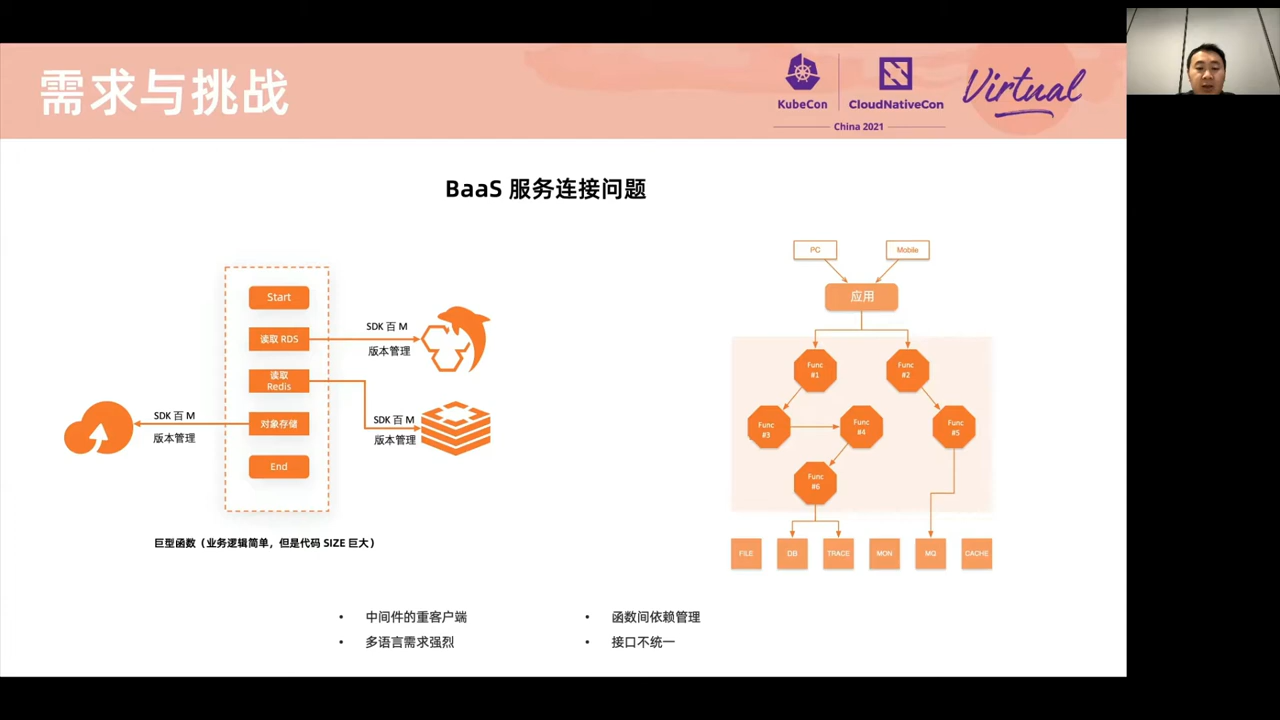 需求与挑战
KubeCon
CloudNativeCon
Virtual
China 2021
BaaS 服务连接问题
Start
读取 RDS
读取
Redis
对象存储
End
SDK 百 M
版本管理
SDK 百 M
版本管理
SDK 百 M
版本管理
巨型函数（业务逻辑简单，但是代码 SIZE 巨大）
PC
Mobile
应用
Func
#1
Func
#2
Func
#3
Func
#4
Func
#5
Func
#6
FILE
DB
TRACE
MON
MQ
CACHE
• 中间件的重客户端
• 多语言需求强烈
• 函数间依赖管理
• 接口不统一